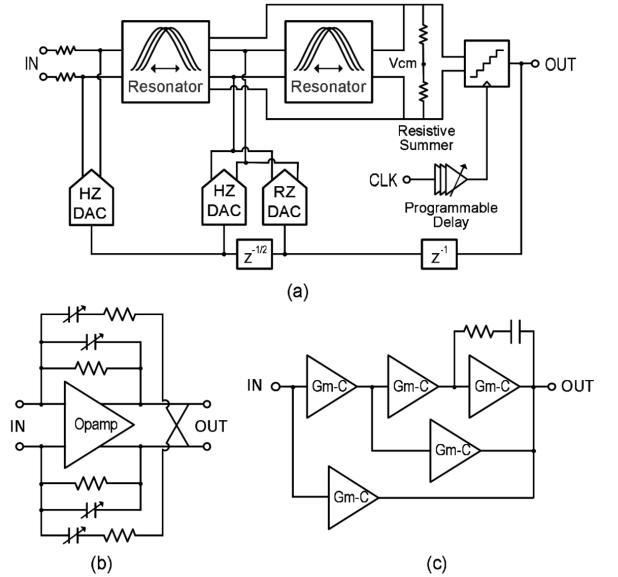 IN
Resonator
Resonator
Vcm
OUT
Resistive
Summer
CLK
Programmable
Delay
HZ
DAC
HZ
DAC
RZ
DAC
z^-1/2
z^-1
(a)
IN
Opamp
OUT
(b)
IN
Gm-C
Gm-C
Gm-C
OUT
Gm-C
Gm-C
(c)